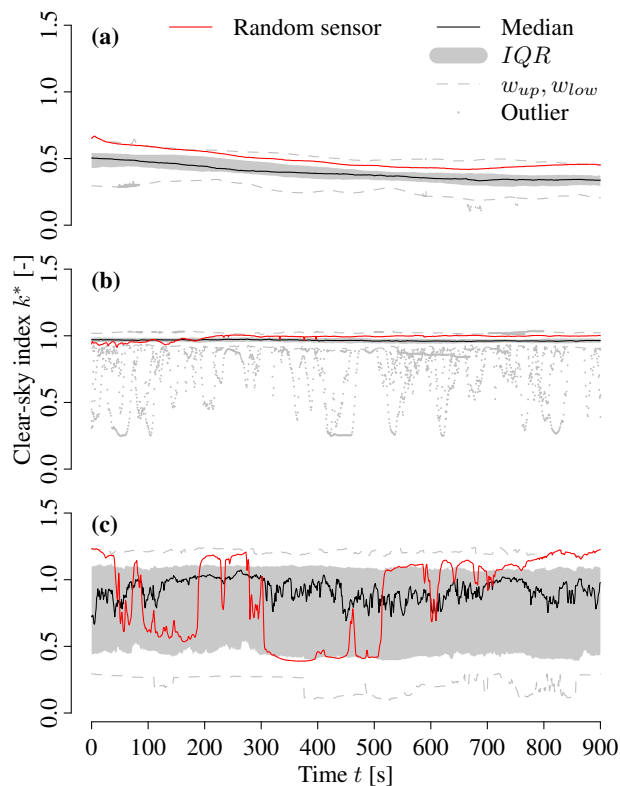 (a)
Random sensor
Median
IQR
w_up, w_low
Outlier
0.0 0.5 1.0 1.5
(b)
Clear-sky index k* [-]
0.0 0.5 1.0 1.5
(c)
0.0 0.5 1.0 1.5
0 100 200 300 400 500 600 700 800 900
Time t [s]